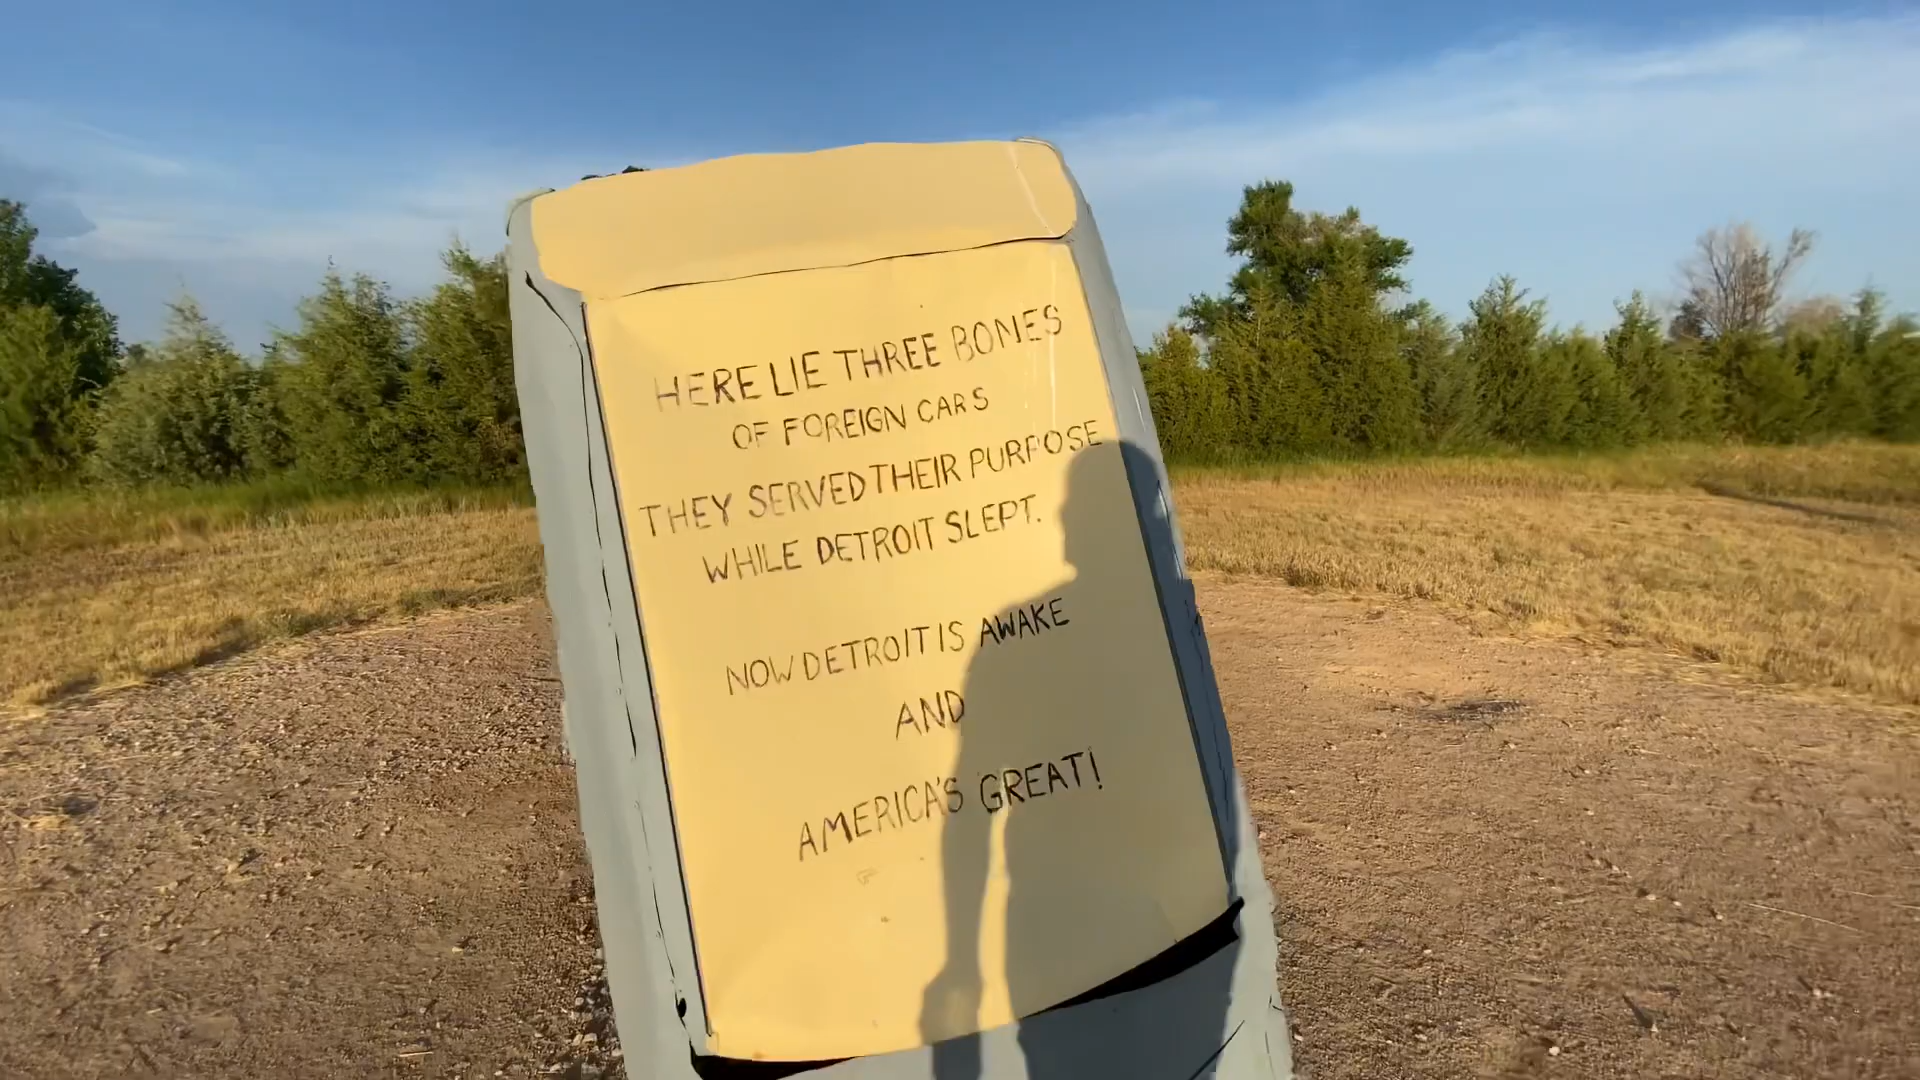 HERE LIE THREE BONES
OF FOREIGN CARS
THEY SERVED THEIR PURPOSE
WHILE DETROIT SLEPT.
NOW DETROIT IS AWAKE
AND
AMERICA'S GREAT!